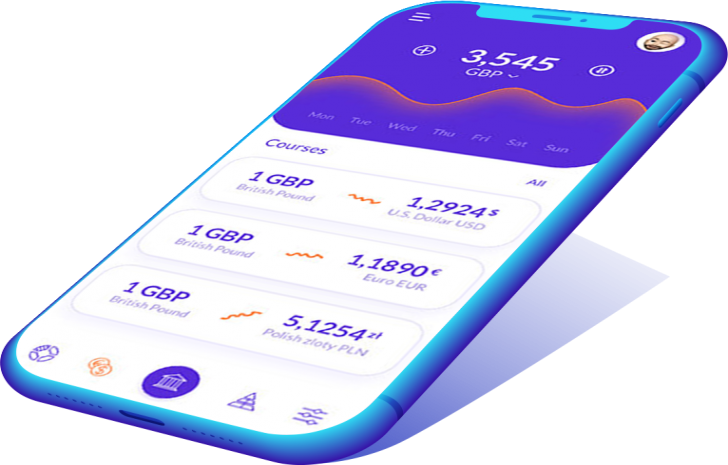 3,545
GBP
Mon Tue Wed Thu Fri Sat Sun
Courses
All
1 GBP
British Pound
1,2924 $
U.S. Dollar USD
1 GBP
British Pound
1,1890 €
Euro EUR
1 GBP
British Pound
5,1254 zł
Polish zloty PLN